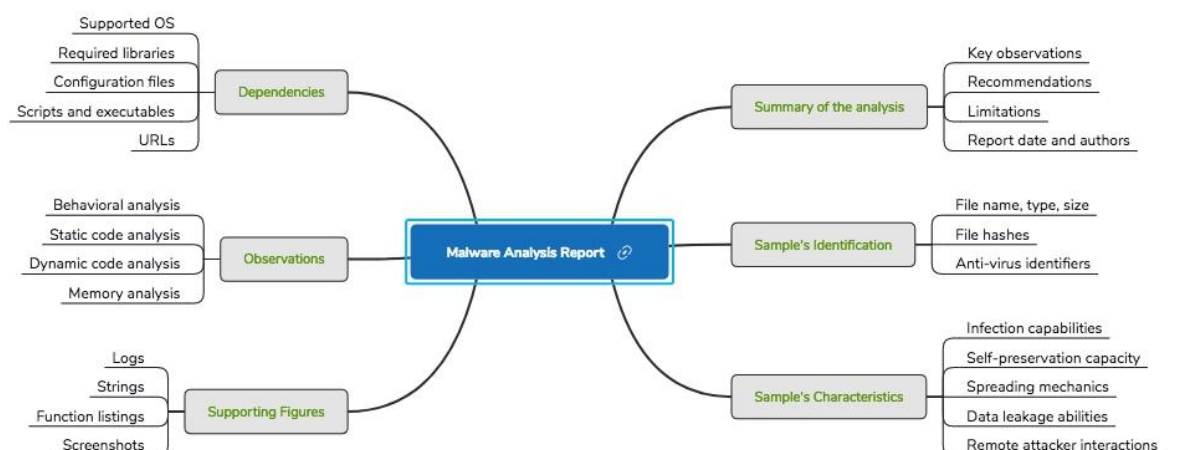 Supported OS
Required libraries
Configuration files
Scripts and executables
URLs
Dependencies
Behavioral analysis
Static code analysis
Dynamic code analysis
Memory analysis
Observations
Logs
Strings
Function listings
Screenshots
Supporting Figures
Malware Analysis Report
Summary of the analysis
Key observations
Recommendations
Limitations
Report date and authors
Sample's Identification
File name, type, size
File hashes
Anti-virus identifiers
Sample's Characteristics
Infection capabilities
Self-preservation capacity
Spreading mechanics
Data leakage abilities
Remote attacker interactions